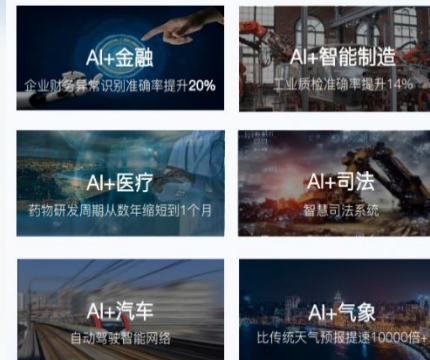 AI+金融
企业财务异常识别准确率提升20%
AI+智能制造
工业质检准确率提升14%
AI+医疗
药物研发周期从数年缩短到1个月
AI+司法
智慧司法系统
AI+汽车
自动驾驶智能网络
AI+气象
比传统天气预报提速10000倍+